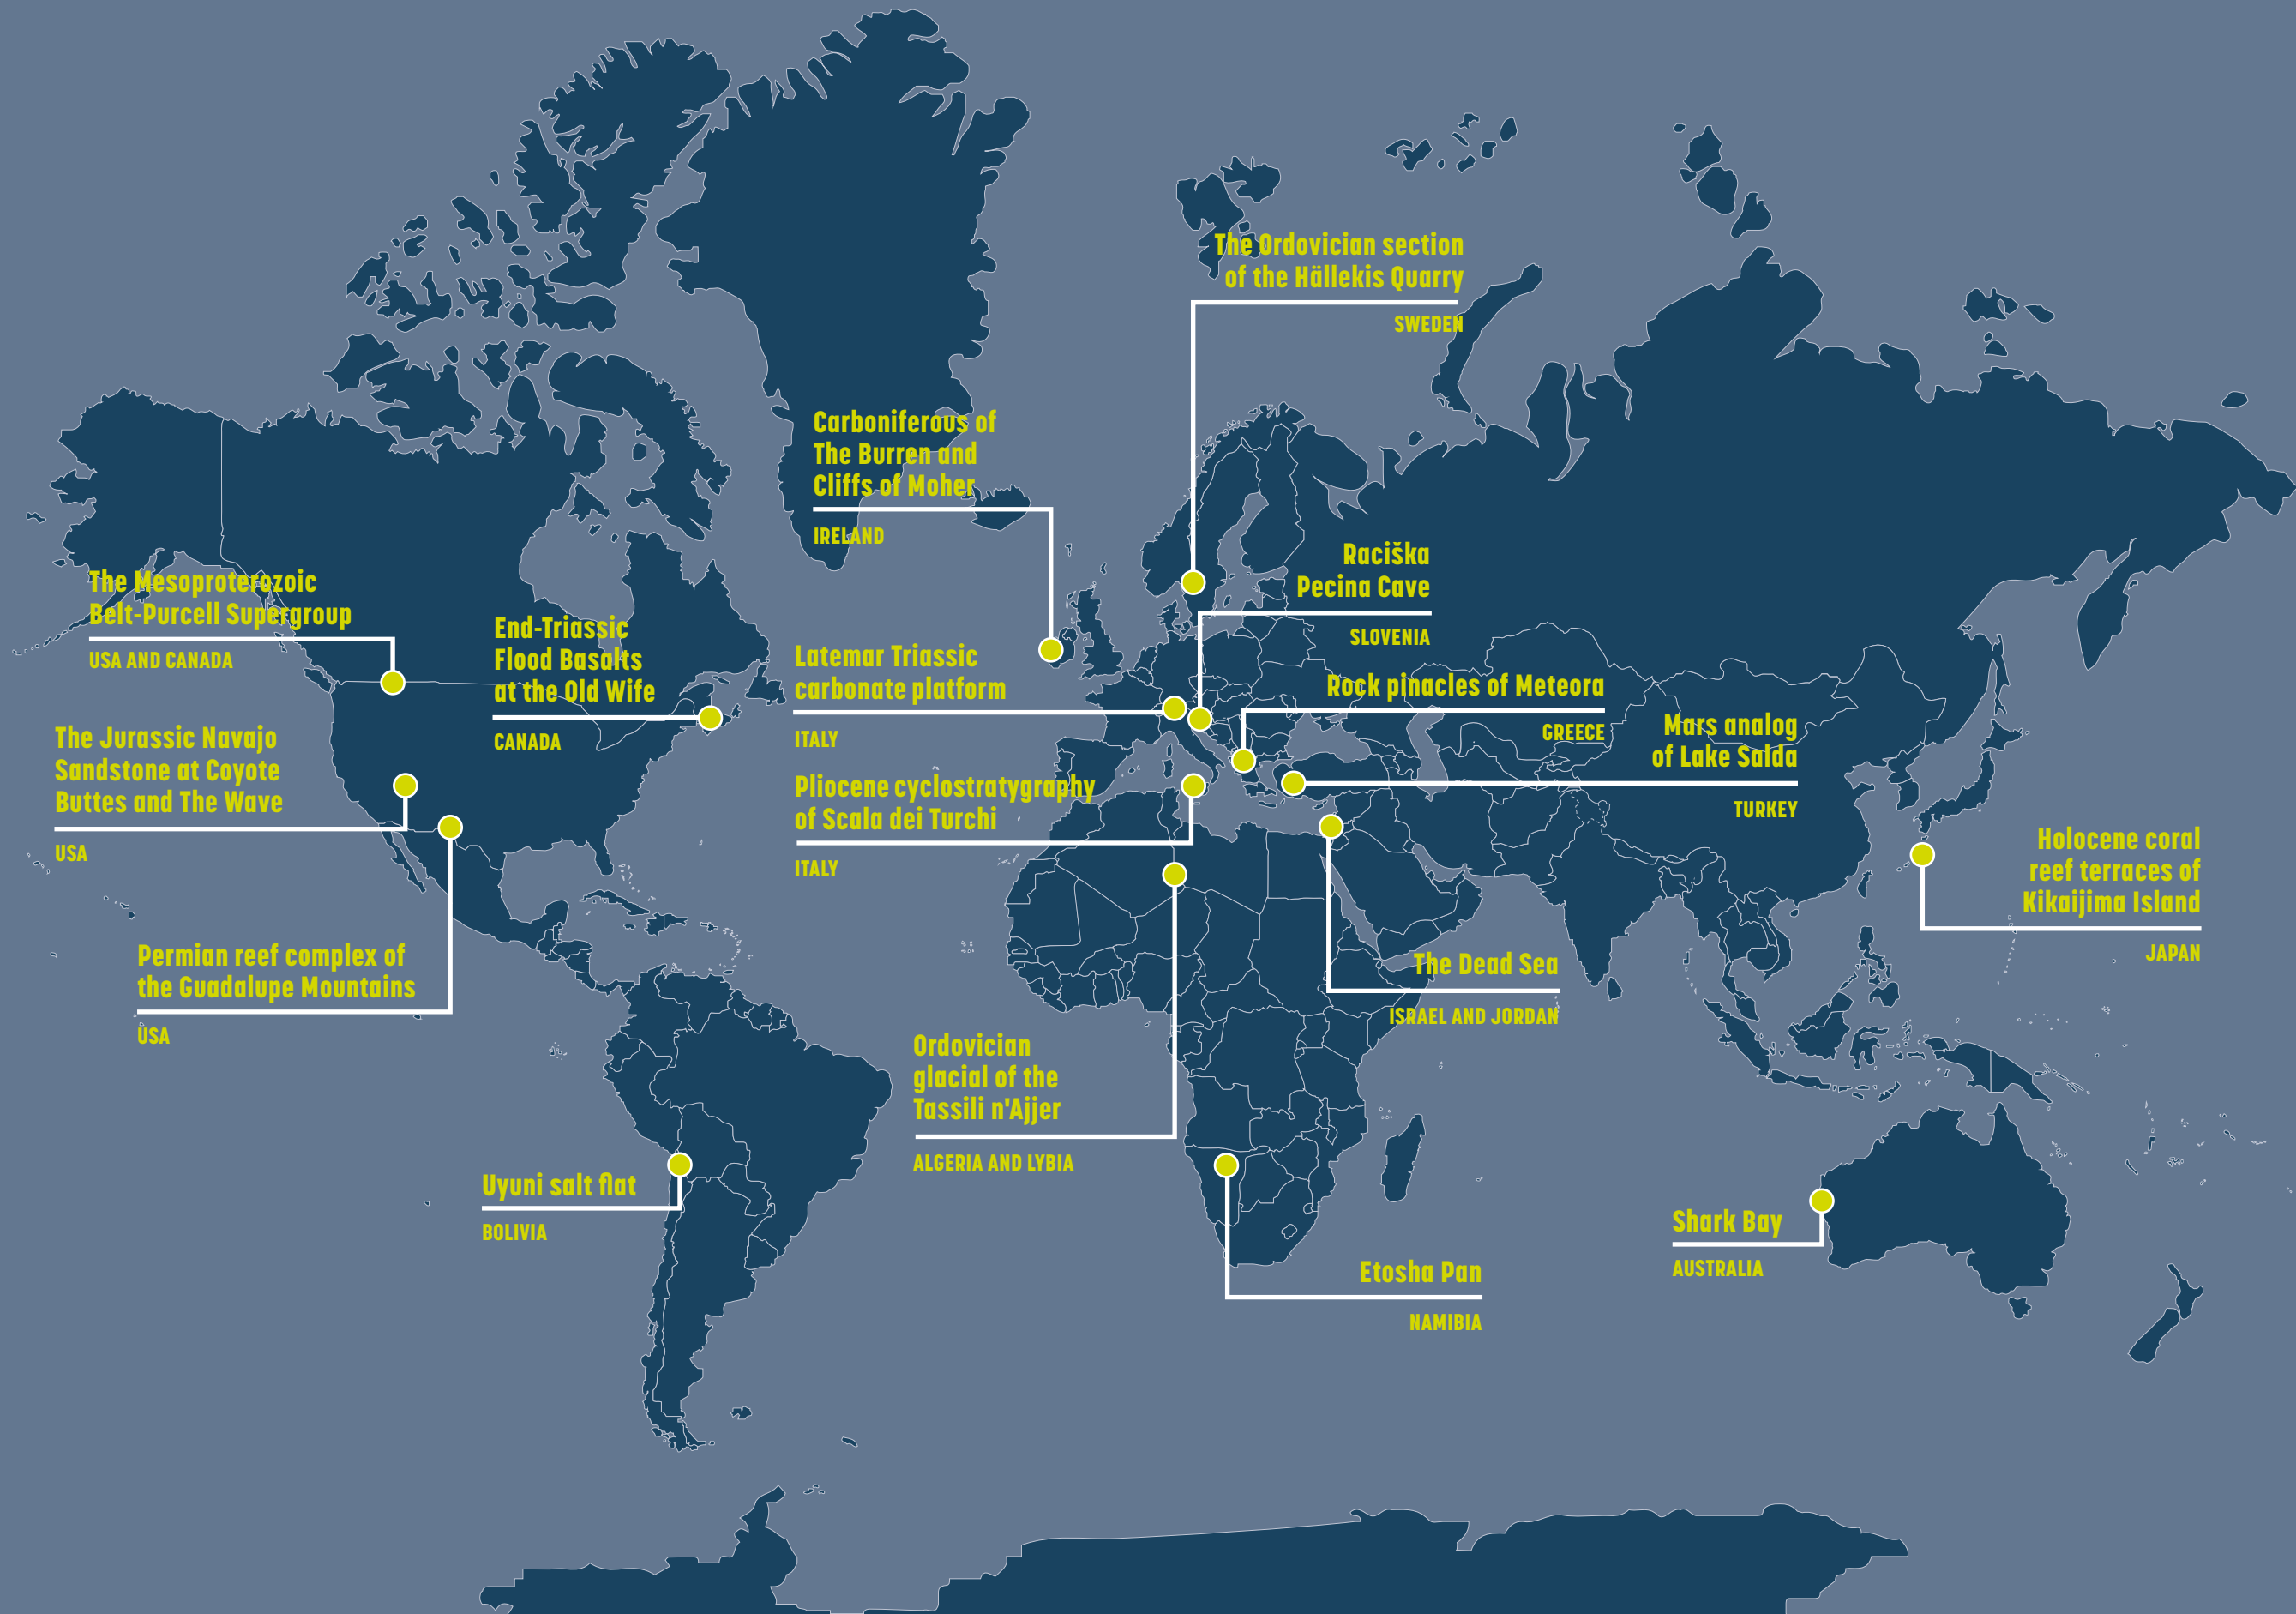 The Ordovician section
of the Hällekis Quarry
SWEDEN
Carboniferous of
The Burren and
Cliffs of Moher
IRELAND
Raciška
Pecina Cave
SLOVENIA
The Mesoproterozoic
Belt-Purcell Supergroup
USA AND CANADA
End-Triassic
Flood Basalts
at the Old Wife
CANADA
Latemar Triassic
carbonate platform
ITALY
Rock pinacles of Meteora
GREECE
Mars analog
of Lake Salda
TURKEY
The Jurassic Navajo
Sandstone at Coyote
Buttes and The Wave
USA
Pliocene cyclostratygraphy
of Scala dei Turchi
ITALY
Holocene coral
reef terraces of
Kikaijima Island
JAPAN
Permian reef complex of
the Guadalupe Mountains
USA
The Dead Sea
ISRAEL AND JORDAN
Ordovician
glacial of the
Tassili n'Ajjer
ALGERIA AND LYBIA
Uyuni salt flat
BOLIVIA
Shark Bay
AUSTRALIA
Etosha Pan
NAMIBIA